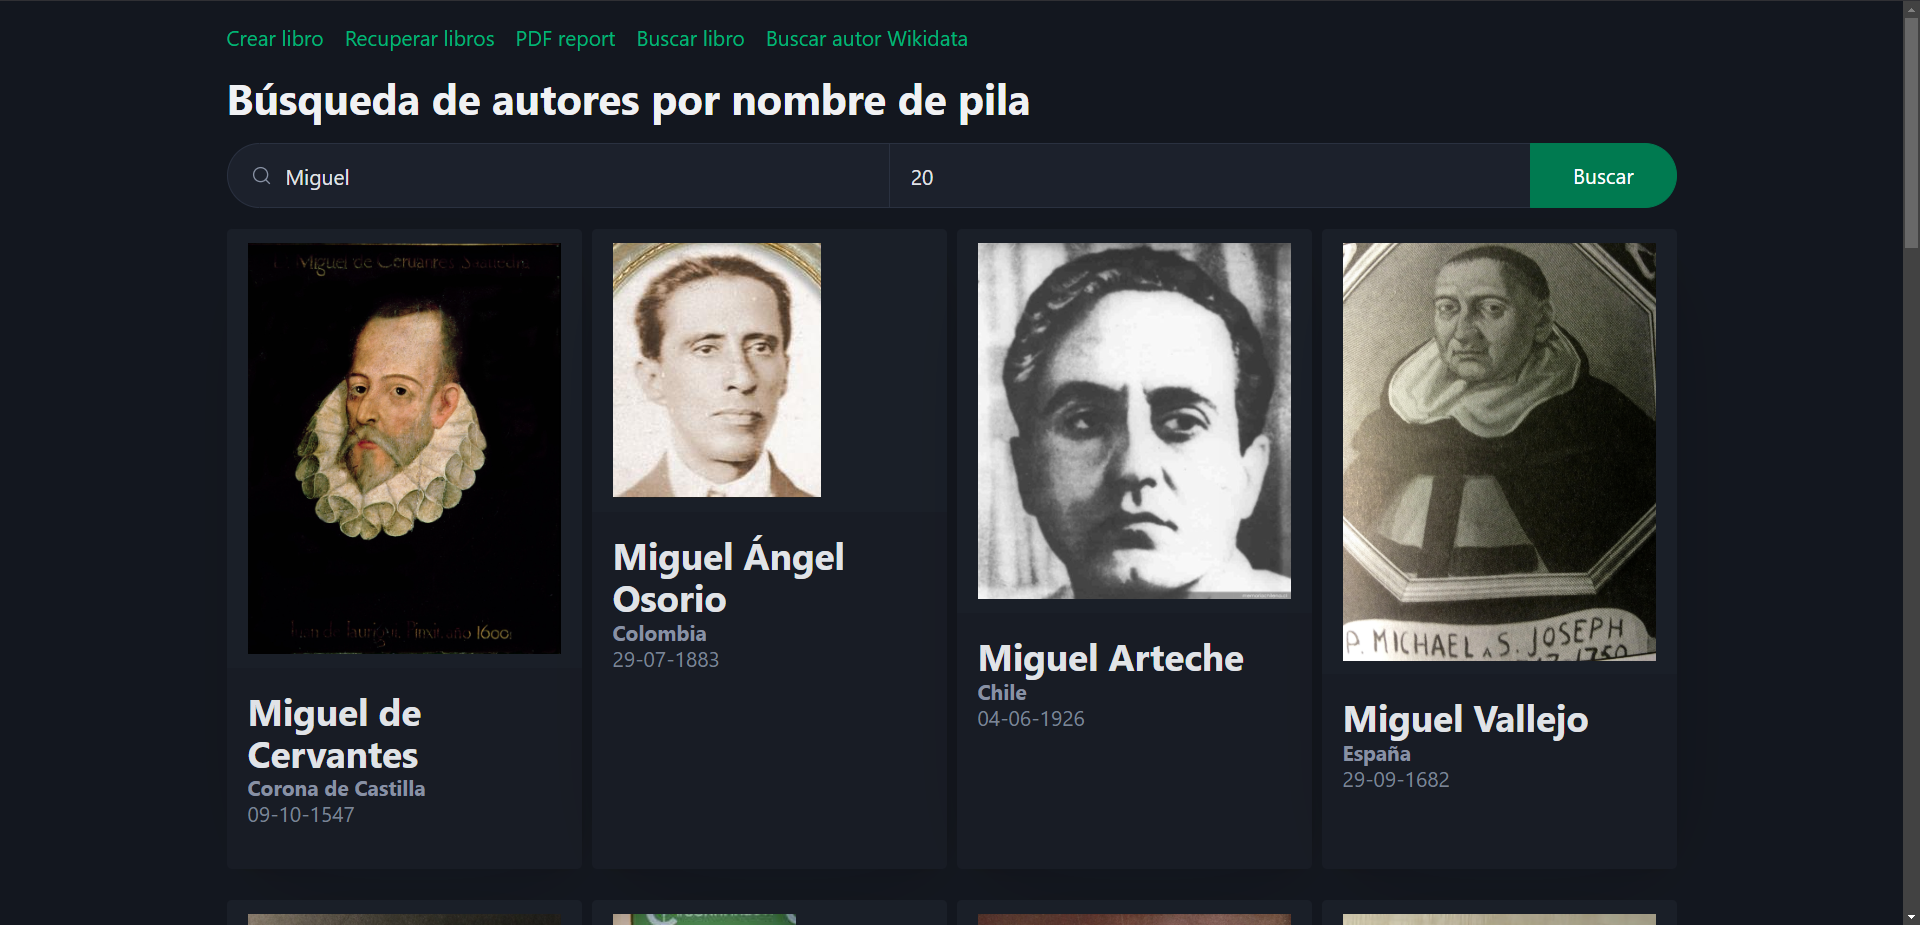 Crear libro Recuperar libros PDF report Buscar libro Buscar autor Wikidata
Búsqueda de autores por nombre de pila
Miguel 20 Buscar
Miguel de Cervantes Saavedra
Juan de Jaurigui Pinxit año 1600
Miguel de
Cervantes
Corona de Castilla
09-10-1547
Miguel Ángel
Osorio
Colombia
29-07-1883
Miguel Arteche
Chile
04-06-1926
P. MICHAEL A S. JOSEPH
Miguel Vallejo
España
29-09-1682